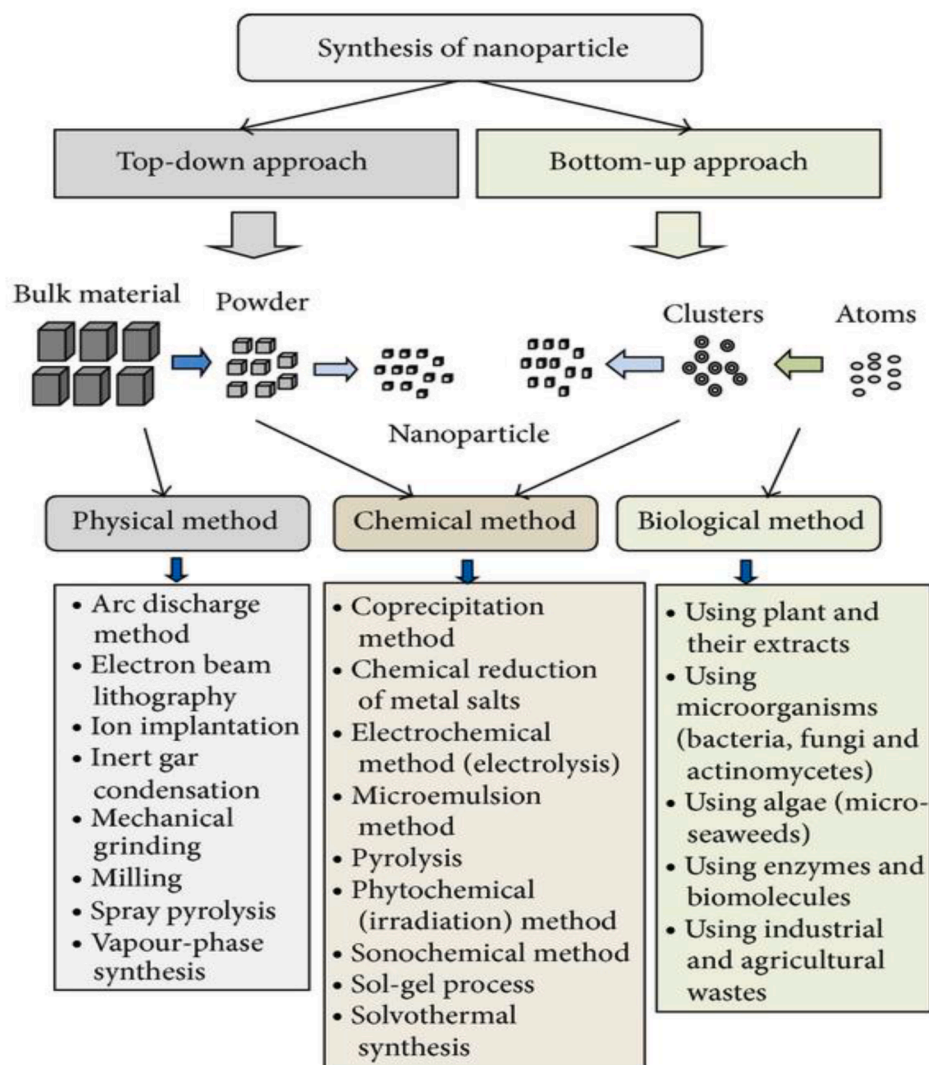 Synthesis of nanoparticle
Top-down approach
Bottom-up approach
Bulk material
Powder
Clusters
Atoms
Nanoparticle
Physical method
• Arc discharge
method
• Electron beam
lithography
• Ion implantation
• Inert gar
condensation
• Mechanical
grinding
• Milling
• Spray pyrolysis
• Vapour-phase
synthesis
Chemical method
• Coprecipitation
method
• Chemical reduction
of metal salts
• Electrochemical
method (electrolysis)
• Microemulsion
method
• Pyrolysis
• Phytochemical
(irradiation) method
• Sonochemical method
• Sol-gel process
• Solvothermal
synthesis
Biological method
• Using plant and
their extracts
• Using
microorganisms
(bacteria, fungi and
actinomycetes)
• Using algae (micro-
seaweeds)
• Using enzymes and
biomolecules
• Using industrial
and agricultural
wastes